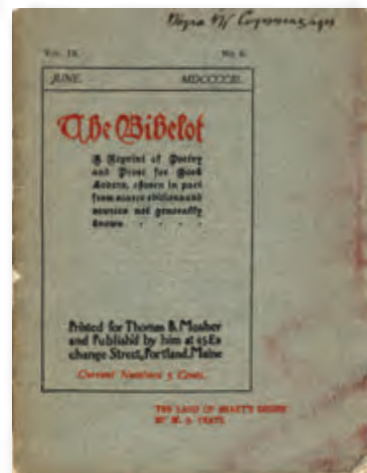 Vol. IX. No. 6.
JUNE. MDCCCCIII.
The Bibelot
A Reprint of Poetry
and Prose for Book
Lovers, chosen in part
from scarce editions and
sources not generally
known . . . .
Printed for Thomas B. Mosher
and Publish'd by him at 45 Ex
change Street, Portland, Maine
Current Numbers 5 Cents.
THE LAND OF HEART'S DESIRE
BY W. B. YEATS.